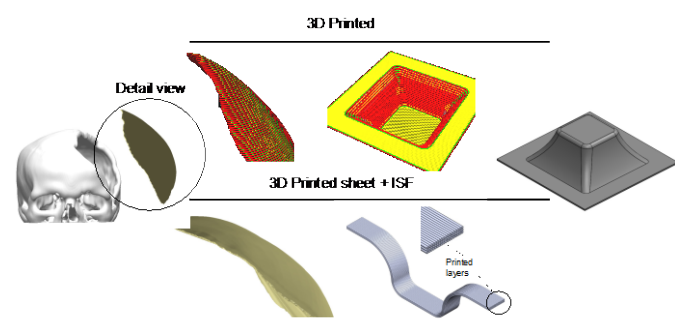 3D Printed
Detail view
3D Printed sheet + ISF
Printed
layers